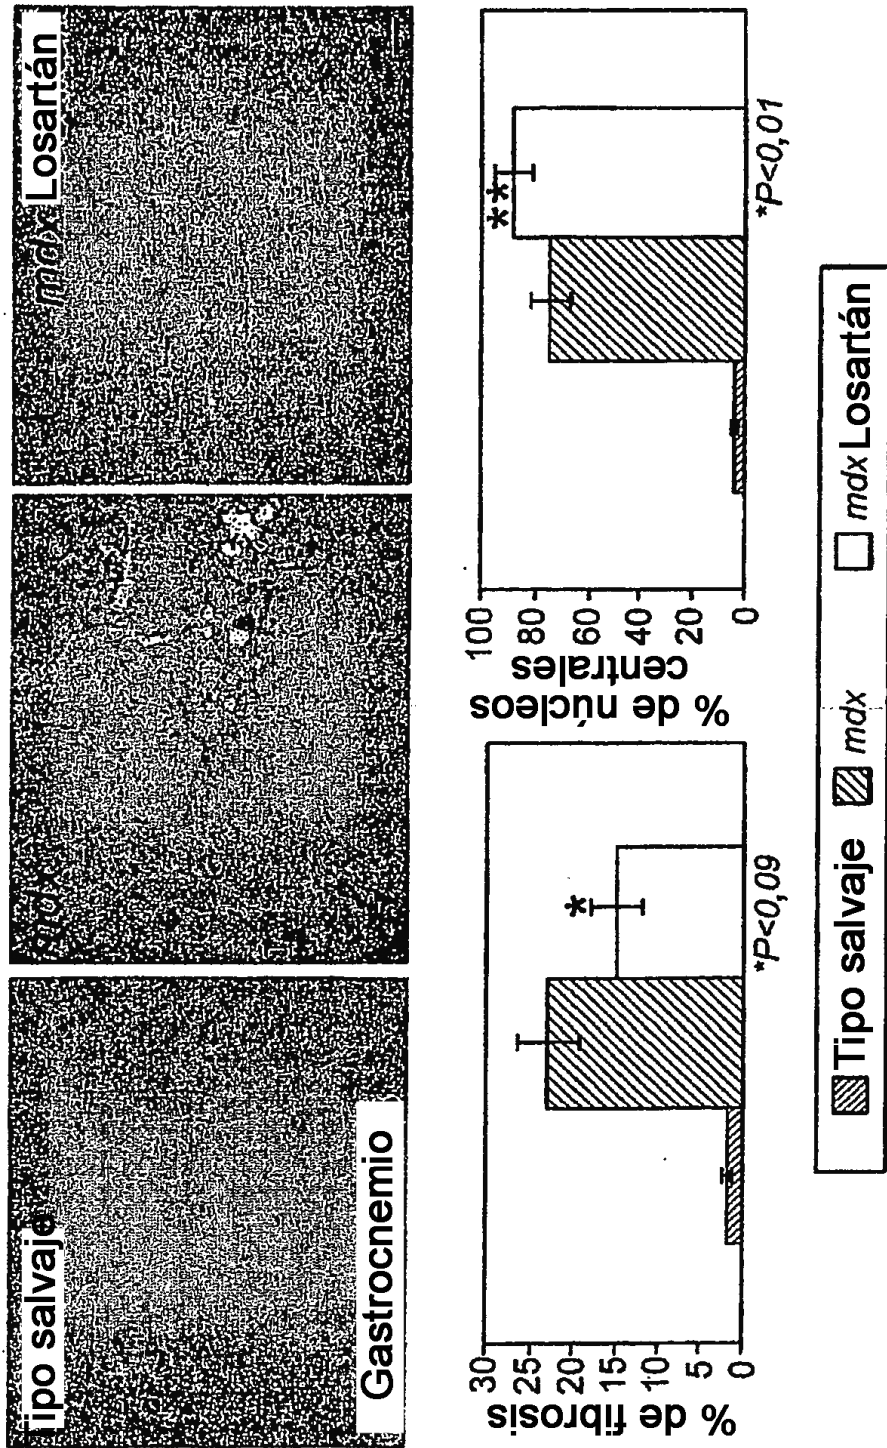 Tipo salvaje
mdx
mdx Losartán
Gastrocnemio
% de fibrosis
30
25
20
15
10
5
0
*
*P<0,09
% de núcleos
centrales
100
80
60
40
20
0
**
*P<0,01
Tipo salvaje
mdx
mdx Losartán